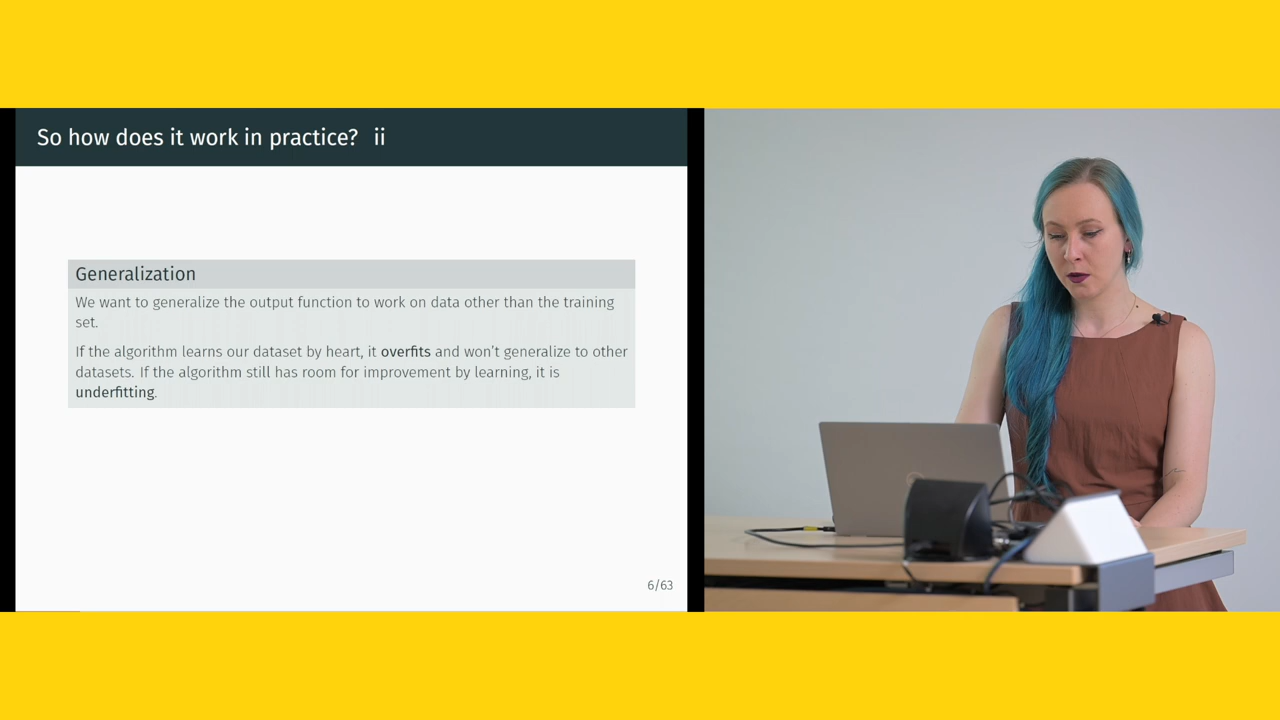 So how does it work in practice? ii
Generalization
We want to generalize the output function to work on data other than the training
set.
If the algorithm learns our dataset by heart, it overfits and won't generalize to other
datasets. If the algorithm still has room for improvement by learning, it is
underfitting.
6/63